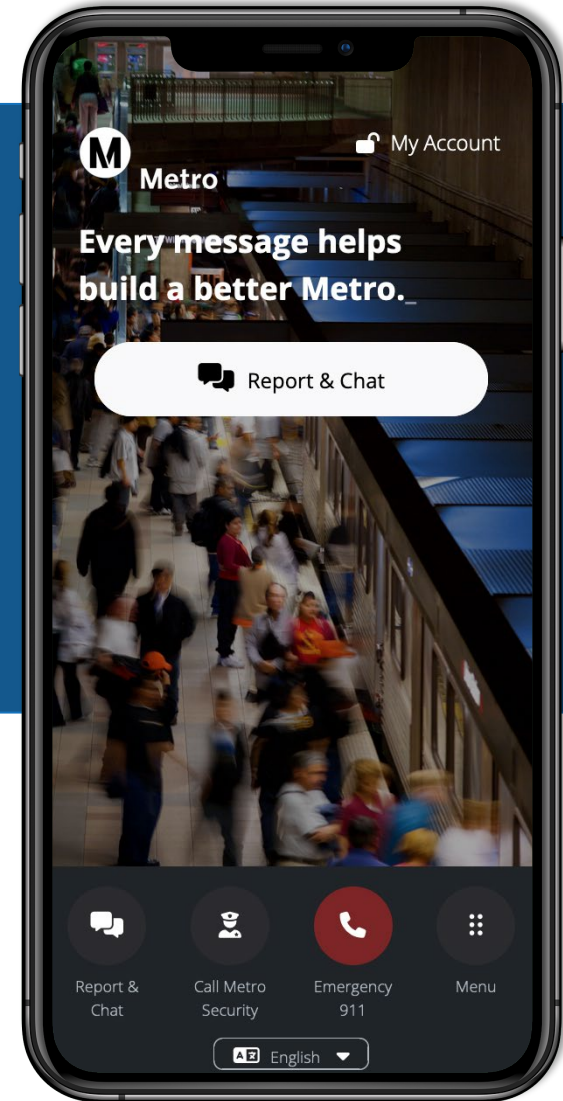 M
Metro
My Account
Every message helps
build a better Metro._
Report & Chat
Report &
Chat
Call Metro
Security
Emergency
911
Menu
English